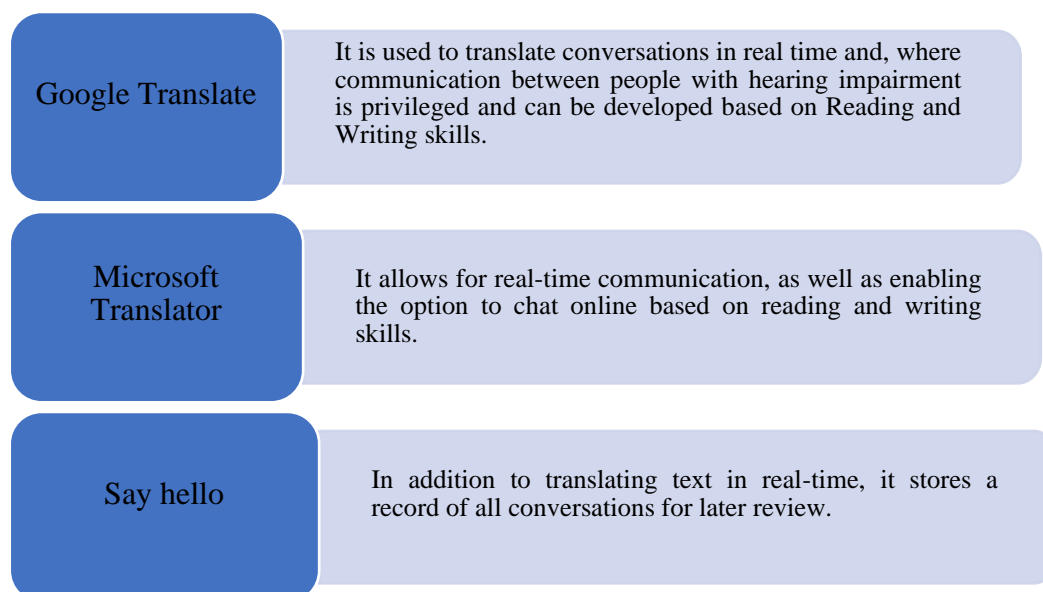 Google Translate
It is used to translate conversations in real time and, where
communication between people with hearing impairment
is privileged and can be developed based on Reading and
Writing skills.
Microsoft
Translator
It allows for real-time communication, as well as enabling
the option to chat online based on reading and writing
skills.
Say hello
In addition to translating text in real-time, it stores a
record of all conversations for later review.